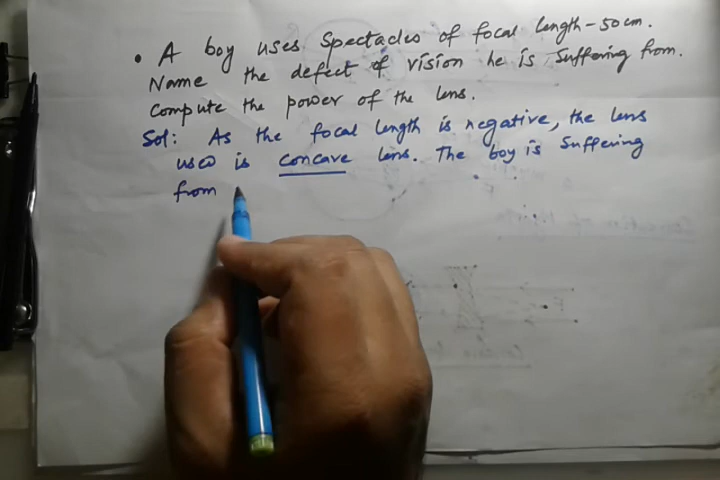 • A boy uses Spectacles of focal length -50cm.
Name the defect of vision he is suffering from.
Compute the power of the lens.
Sol: As the focal length is negative, the lens
used is concave lens. The boy is Suffering
from